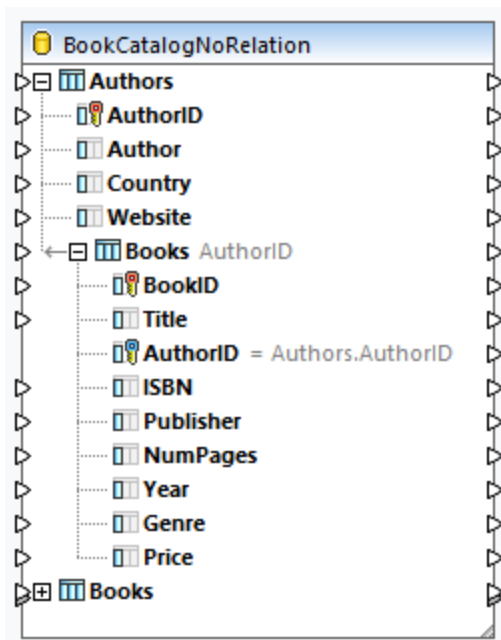 BookCatalogNoRelation
Authors
AuthorID
Author
Country
Website
Books AuthorID
BookID
Title
AuthorID = Authors.AuthorID
ISBN
Publisher
NumPages
Year
Genre
Price
Books